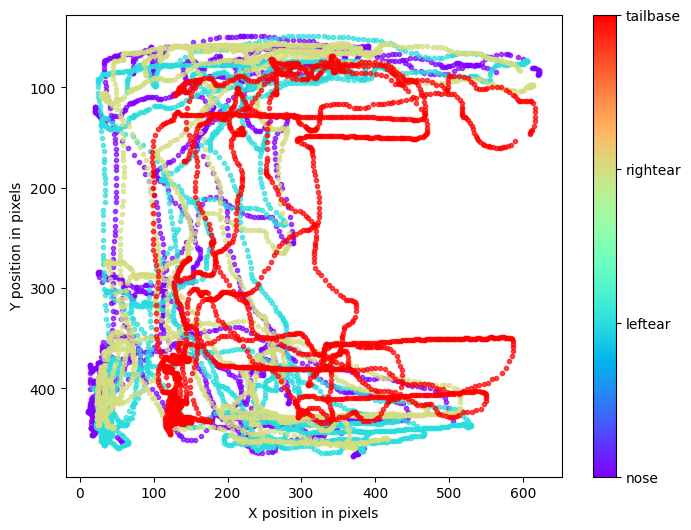 tailbase
100
rightear
200
Y position in pixels
300
leftear
400
nose
0 100 200 300 400 500 600
X position in pixels